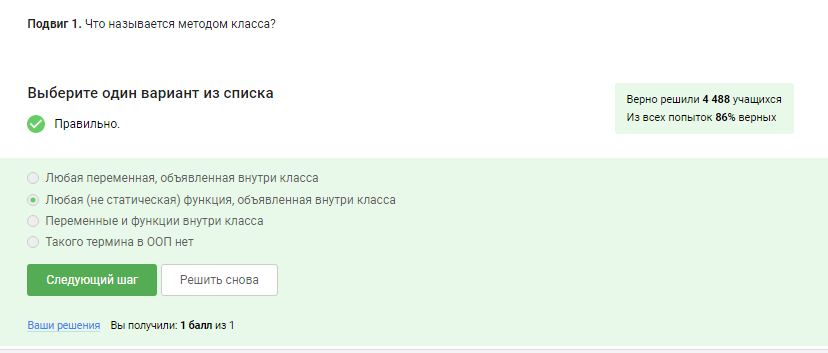 Подвиг 1. Что называется методом класса?
Выберите один вариант из списка
Правильно.
Верно решили 4 488 учащихся
Из всех попыток 86% верных
Любая переменная, объявленная внутри класса
Любая (не статическая) функция, объявленная внутри класса
Переменные и функции внутри класса
Такого термина в ООП нет
Следующий шаг
Решить снова
Ваши решения Вы получили: 1 балл из 1